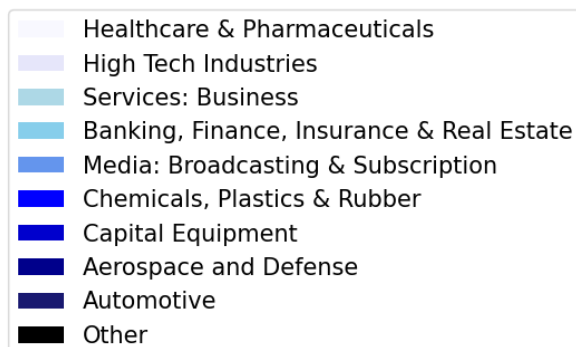 Healthcare & Pharmaceuticals
High Tech Industries
Services: Business
Banking, Finance, Insurance & Real Estate
Media: Broadcasting & Subscription
Chemicals, Plastics & Rubber
Capital Equipment
Aerospace and Defense
Automotive
Other